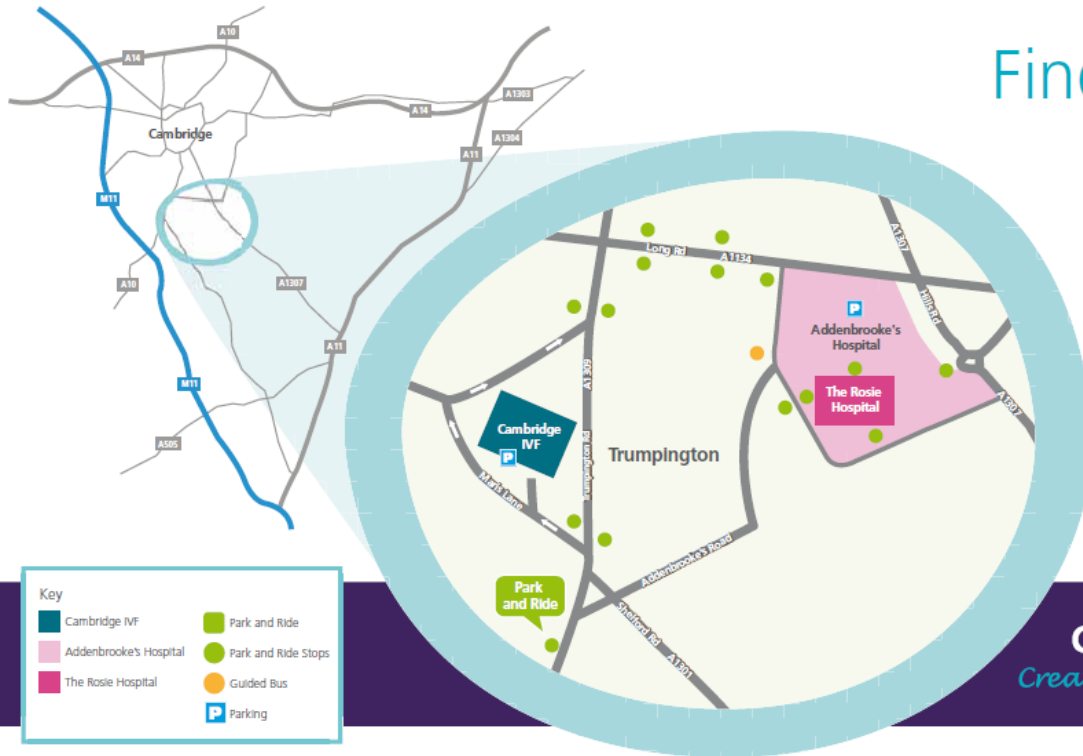 Find
A10
A14
A14
A1303
A1304
A11
Cambridge
M11
A10
A1307
A11
M11
A505
Long Rd
A1134
A1307
Hills Rd
Addenbrooke's
Hospital
P
The Rosie
Hospital
A1307
A1309
Trumpington Rd
Cambridge
IVF
P
Trumpington
Maris Lane
Addenbrooke's Road
Park
and Ride
Shelford Rd
A1301
Key
Cambridge IVF
Addenbrooke's Hospital
The Rosie Hospital
Park and Ride
Park and Ride Stops
Guided Bus
P Parking
Crea